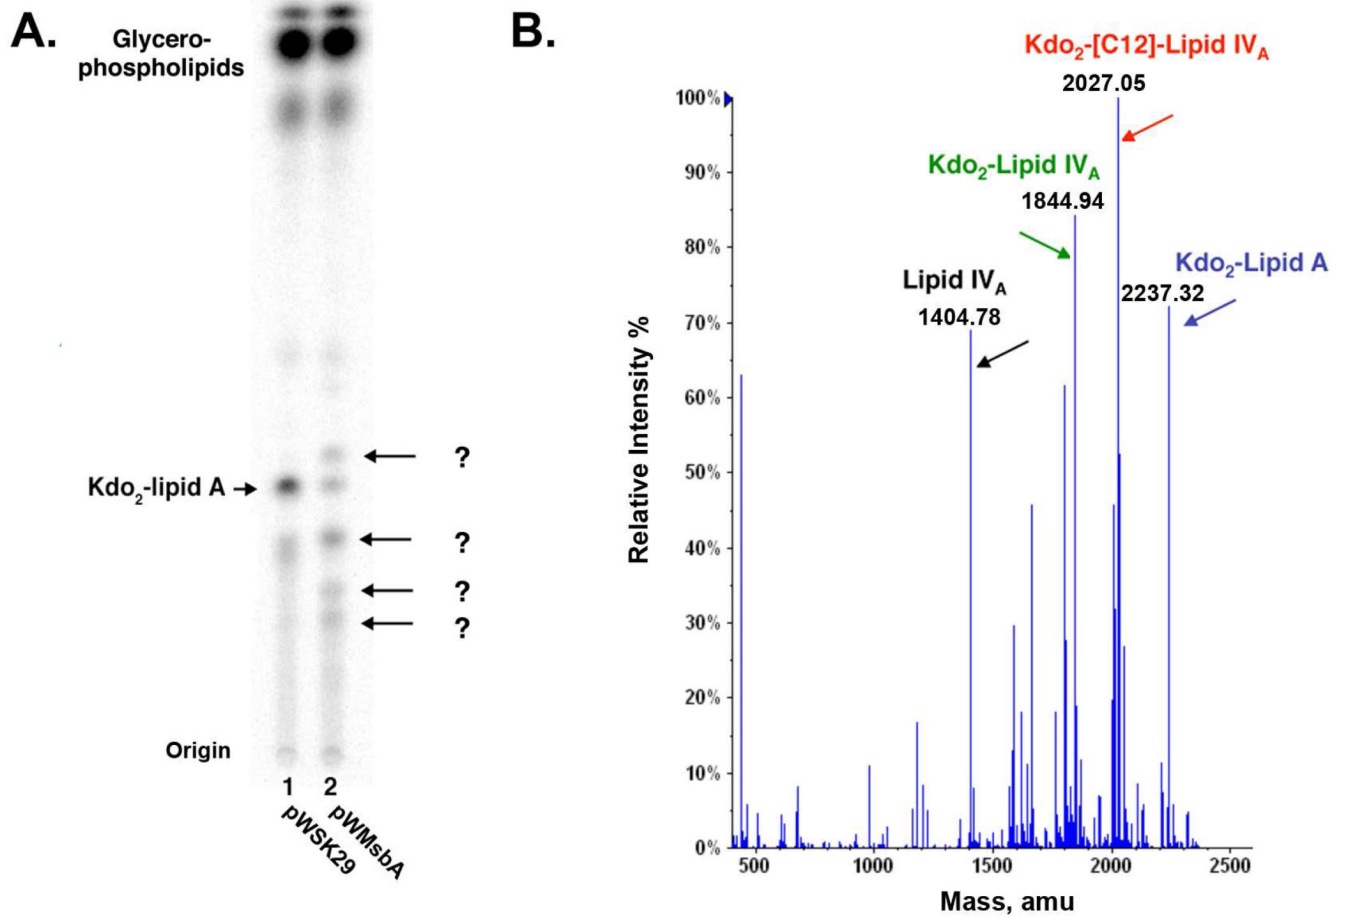 A.
Glycero-
phospholipids
Kdo2-lipid A
?
?
?
?
Origin
1 2
pWSK29
pWMsbA
B.
Kdo2-[C12]-Lipid IVA
2027.05
Kdo2-Lipid IVA
1844.94
Kdo2-Lipid A
2237.32
Lipid IVA
1404.78
100%
90%
80%
70%
60%
50%
40%
30%
20%
10%
0%
Relative Intensity %
500 1000 1500 2000 2500
Mass, amu